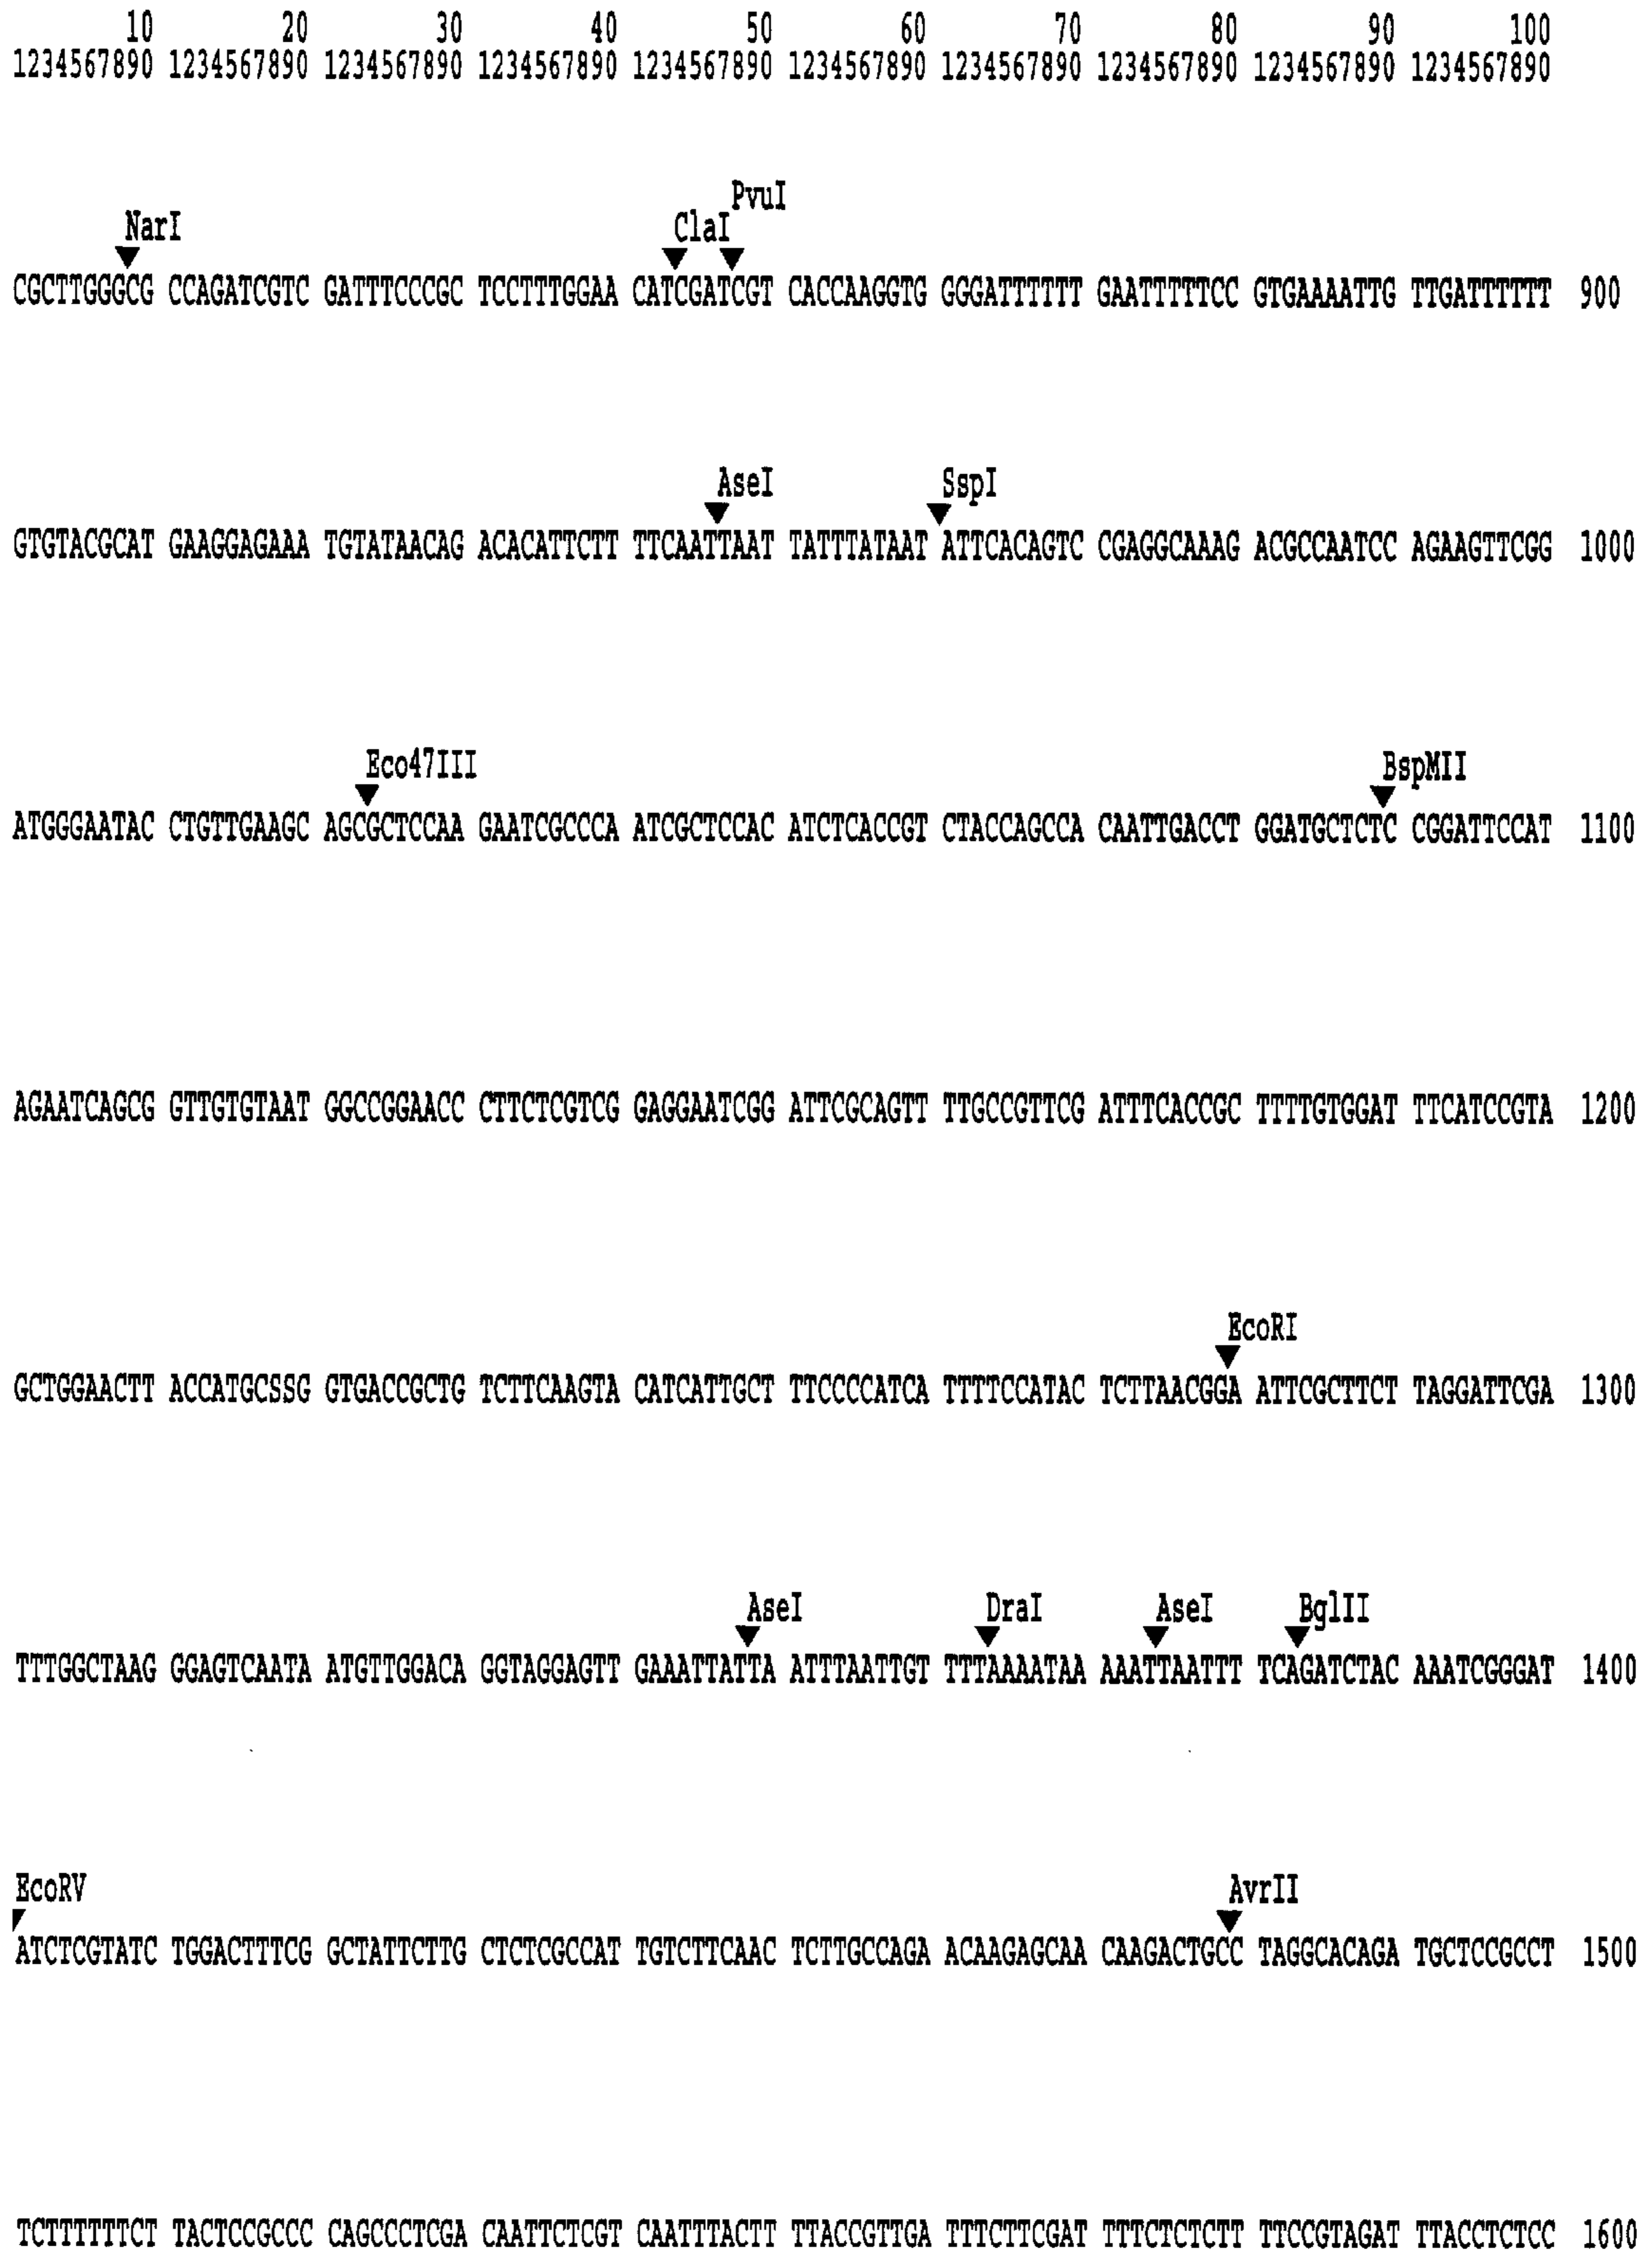 10 20 30 40 50 60 70 80 90 100
1234567890 1234567890 1234567890 1234567890 1234567890 1234567890 1234567890 1234567890 1234567890 1234567890
PvuI
NarI ClaI
CGCTTGGGCG CCAGATCGTC GATTTCCCGC TCCTTTGGAA CATCGATCGT CACCAAGGTG GGGATTTTTT GAATTTTTCC GTGAAAATTG TTGATTTTTT 900
AseI SspI
GTGTACGCAT GAAGGAGAAA TGTATAACAG ACACATTCTT TTCAATTAAT TATTTATAAT ATTCACAGTC CGAGGCAAAG ACGCCAATCC AGAAGTTCGG 1000
Eco47III BspMII
ATGGGAATAC CTGTTGAAGC AGCGCTCCAA GAATCGCCCA ATCGCTCCAC ATCTCACCGT CTACCAGCCA CAATTGACCT GGATGCTCTC CGGATTCCAT 1100
AGAATCAGCG GTTGTGTAAT GGCCGGAACC CTTCTCGTCG GAGGAATCGG ATTCGCAGTT TTGCCGTTCG ATTTCACCGC TTTTGTGGAT TTCATCCGTA 1200
EcoRI
GCTGGAACTT ACCATGCSSG GTGACCGCTG TCTTCAAGTA CATCATTGCT TTCCCCATCA TTTTCCATAC TCTTAACGGA ATTCGCTTCT TAGGATTCGA 1300
AseI DraI AseI BglII
TTTGGCTAAG GGAGTCAATA ATGTTGGACA GGTAGGAGTT GAAATTATTA ATTTAATTGT TTTAAAATAA AAATTAATTT TCAGATCTAC AAATCGGGAT 1400
EcoRV AvrII
ATCTCGTATC TGGACTTTCG GCTATTCTTG CTCTCGCCAT TGTCTTCAAC TCTTGCCAGA ACAAGAGCAA CAAGACTGCC TAGGCACAGA TGCTCCGCCT 1500
TCTTTTTTCT TACTCCGCCC CAGCCCTCGA CAATTCTCGT CAATTTACTT TTACCGTTGA TTTCTTCGAT TTTCTCTCTT TTCCGTAGAT TTACCTCTCC 1600